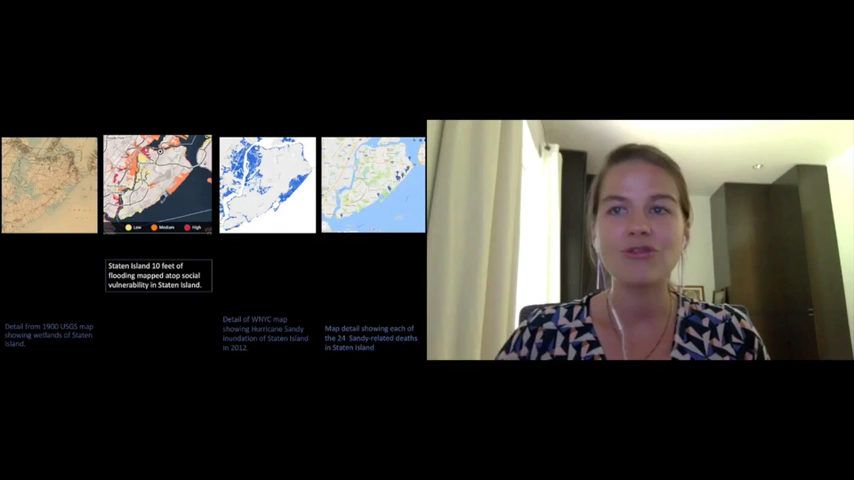 Low Medium High
Staten Island 10 feet of
flooding mapped atop social
vulnerability in Staten Island.
Detail from 1900 USGS map
showing wetlands of Staten
Island.
Detail of WNYC map
showing Hurricane Sandy
inundation of Staten Island
in 2012.
Map detail showing each of
the 24 Sandy-related deaths
in Staten Island